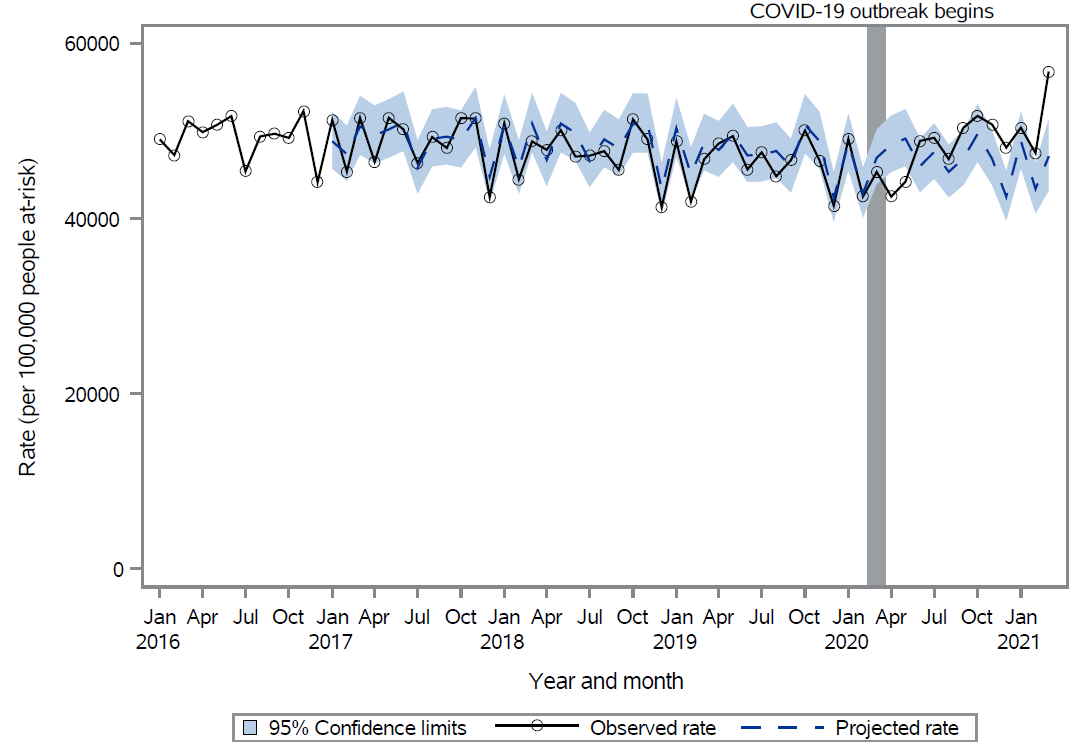 COVID-19 outbreak begins
60000
40000
20000
0
Rate (per 100,000 people at-risk)
Jan Apr Jul Oct Jan Apr Jul Oct Jan Apr Jul Oct Jan Apr Jul Oct Jan Apr Jul Oct Jan
2016 2017 2018 2019 2020 2021
Year and month
95% Confidence limits Observed rate Projected rate